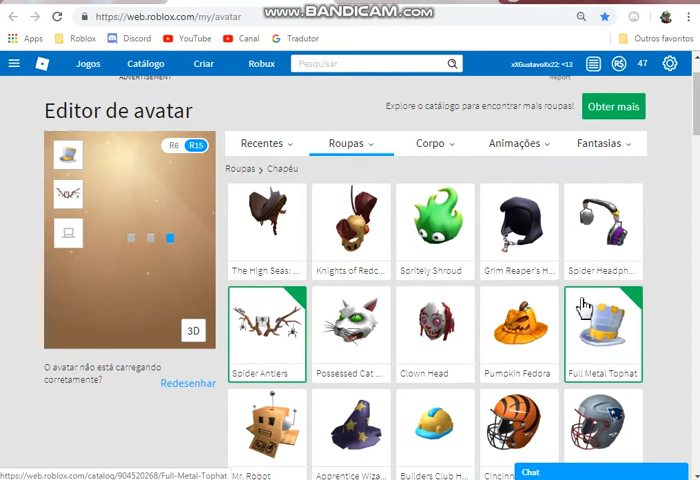 https://web.roblox.com/my/avatar
www.BANDICAM.com
Apps Roblox Discord YouTube Canal Tradutor Outros favoritos
Jogos Catálogo Criar Robux Pesquisar xXGustavoXx22: <13 R$ 47
ADVERTISEMENT Report
Editor de avatar
Explore o catálogo para encontrar mais roupas! Obter mais
R6 R15
Recentes Roupas Corpo Animações Fantasias
Roupas > Chapéu
The High Seas: ... Knights of Redc... Spritely Shroud Grim Reaper's H... Spider Headph...
3D
Spider Antlers Possessed Cat ... Clown Head Pumpkin Fedora Full Metal Tophat
O avatar não está carregando
corretamente?
Redesenhar
Mr. Robot Apprentice Wiza... Builders Club H... Cincinn
https://web.roblox.com/catalog/904520268/Full-Metal-Tophat
Chat